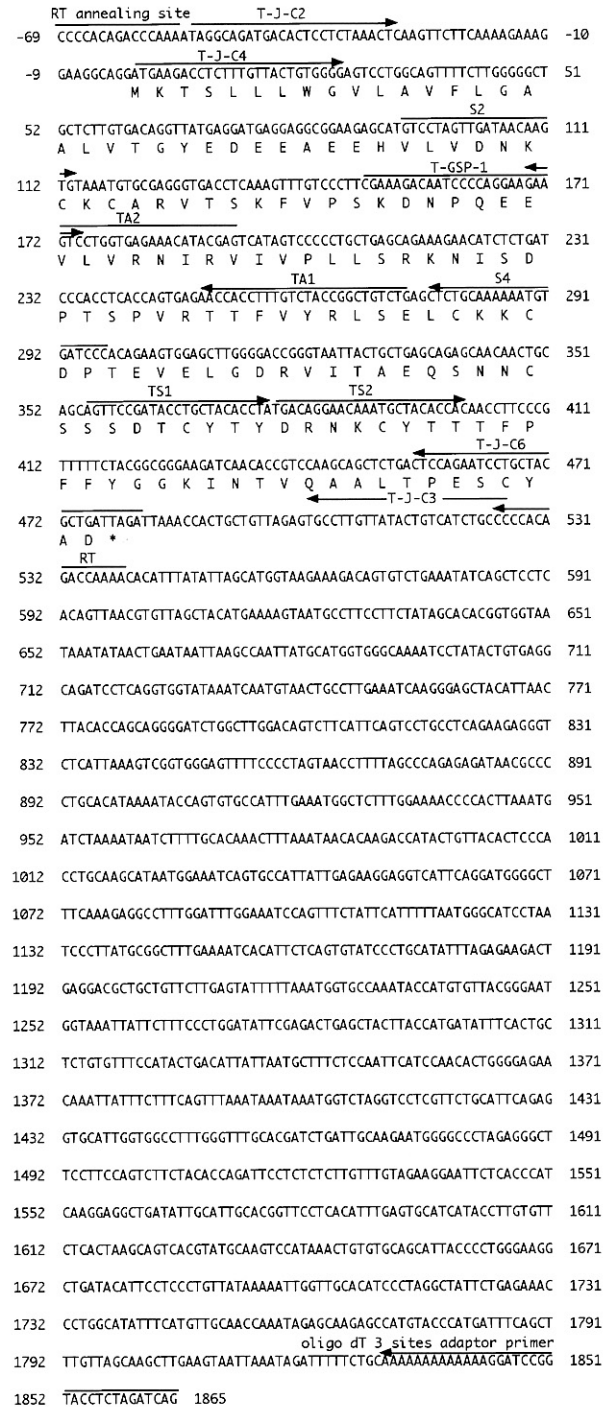 RT annealing site T-J-C2
-69 CCCCACAGACCCAAAATAGGCAGATGACACTCCTCTAAACTCAAGTTCTTCAAAAGAAAG -10
T-J-C4
-9 GAAGGCAGGATGAAGACCTCTTTGTTACTGTGGGGAGTCCTGGCAGTTTTCTTGGGGGCT 51
M K T S L L L W G V L A V F L G A
S2
52 GCTCTTGTGACAGGTTATGAGGATGAGGAGGCGGAAGAGCATGTCCTAGTTGATAACAAG 111
A L V T G Y E D E E A E E H V L V D N K
T-GSP-1
112 TGTAAATGTGCGAGGGTGACCTCAAAGTTTGTCCCTTCGAAAGACAATCCCCAGGAAGAA 171
C K C A R V T S K F V P S K D N P Q E E
TA2
172 GTCCTGGTGAGAAACATACGAGTCATAGTCCCCCTGCTGAGCAGAAAGAACATCTCTGAT 231
V L V R N I R V I V P L L S R K N I S D
TA1 S4
232 CCCACCTCACCAGTGAGAACCACCTTTGTCTACCGGCTGTCTGAGCTCTGCAAAAAATGT 291
P T S P V R T T F V Y R L S E L C K K C
292 GATCCCACAGAAGTGGAGCTTGGGGACCGGGTAATTACTGCTGAGCAGAGCAACAACTGC 351
D P T E V E L G D R V I T A E Q S N N C
TS1 TS2
352 AGCAGTTCCGATACCTGCTACACCTATGACAGGAACAAATGCTACACCACAACCTTCCCG 411
S S S D T C Y T Y D R N K C Y T T T F P
T-J-C6
412 TTTTTCTACGGCGGGAAGATCAACACCGTCCAAGCAGCTCTGACTCCAGAATCCTGCTAC 471
F F Y G G K I N T V Q A A L T P E S C Y
T-J-C3
472 GCTGATTAGATTAAACCACTGCTGTTAGAGTGCCTTGTTATACTGTCATCTGCCCCCACA 531
A D *
RT
532 GACCAAAACACATTTATATTAGCATGGTAAGAAAGACAGTGTCTGAAATATCAGCTCCTC 591
592 ACAGTTAACGTGTTAGCTACATGAAAAGTAATGCCTTCCTTCTATAGCACACGGTGGTAA 651
652 TAAATATAACTGAATAATTAAGCCAATTATGCATGGTGGGCAAAATCCTATACTGTGAGG 711
712 CAGATCCTCAGGTGGTATAAATCAATGTAACTGCCTTGAAATCAAGGGAGCTACATTAAC 771
772 TTACACCAGCAGGGGATCTGGCTTGGACAGTCTTCATTCAGTCCTGCCTCAGAAGAGGGT 831
832 CTCATTAAAGTCGGTGGGAGTTTTCCCCTAGTAACCTTTTAGCCCAGAGAGATAACGCCC 891
892 CTGCACATAAAATACCAGTGTGCCATTTGAAATGGCTCTTTGGAAAACCCCACTTAAATG 951
952 ATCTAAAATAATCTTTTGCACAAACTTTAAATAACACAAGACCATACTGTTACACTCCCA 1011
1012 CCTGCAAGCATAATGGAAATCAGTGCCATTATTGAGAAGGAGGTCATTCAGGATGGGGCT 1071
1072 TTCAAAGAGGCCTTTGGATTTGGAAATCCAGTTTCTATTCATTTTTAATGGGCATCCTAA 1131
1132 TCCCTTATGCGGCTTTGAAAATCACATTCTCAGTGTATCCCTGCATATTTAGAGAAGACT 1191
1192 GAGGACGCTGCTGTTCTTGAGTATTTTTAAATGGTGCCAAATACCATGTGTTACGGGAAT 1251
1252 GGTAAATTATTCTTTCCCTGGATATTCGAGACTGAGCTACTTACCATGATATTTCACTGC 1311
1312 TCTGTGTTTCCATACTGACATTATTAATGCTTTCTCCAATTCATCCAACACTGGGGAGAA 1371
1372 CAAATTATTTCTTTCAGTTTAAATAAATAAATGGTCTAGGTCCTCGTTCTGCATTCAGAG 1431
1432 GTGCATTGGTGGCCTTTGGGTTTGCACGATCTGATTGCAAGAATGGGGCCCTAGAGGGCT 1491
1492 TCCTTCCAGTCTTCTACACCAGATTCCTCTCTCTTGTTTGTAGAAGGAATTCTCACCCAT 1551
1552 CAAGGAGGCTGATATTGCATTGCACGGTTCCTCACATTTGAGTGCATCATACCTTGTGTT 1611
1612 CTCACTAAGCAGTCACGTATGCAAGTCCATAAACTGTGTGCAGCATTACCCCTGGGAAGG 1671
1672 CTGATACATTCCTCCCTGTTATAAAAATTGGTTGCACATCCCTAGGCTATTCTGAGAAAC 1731
1732 CCTGGCATATTTCATGTTGCAACCAAATAGAGCAAGAGCCATGTACCCATGATTTCAGCT 1791
oligo dT 3 sites adaptor primer
1792 TTGTTAGCAAGCTTGAAGTAATTAAATAGATTTTTCTGCAAAAAAAAAAAAAAGGATCCGG 1851
1852 TACCTCTAGATCAG 1865